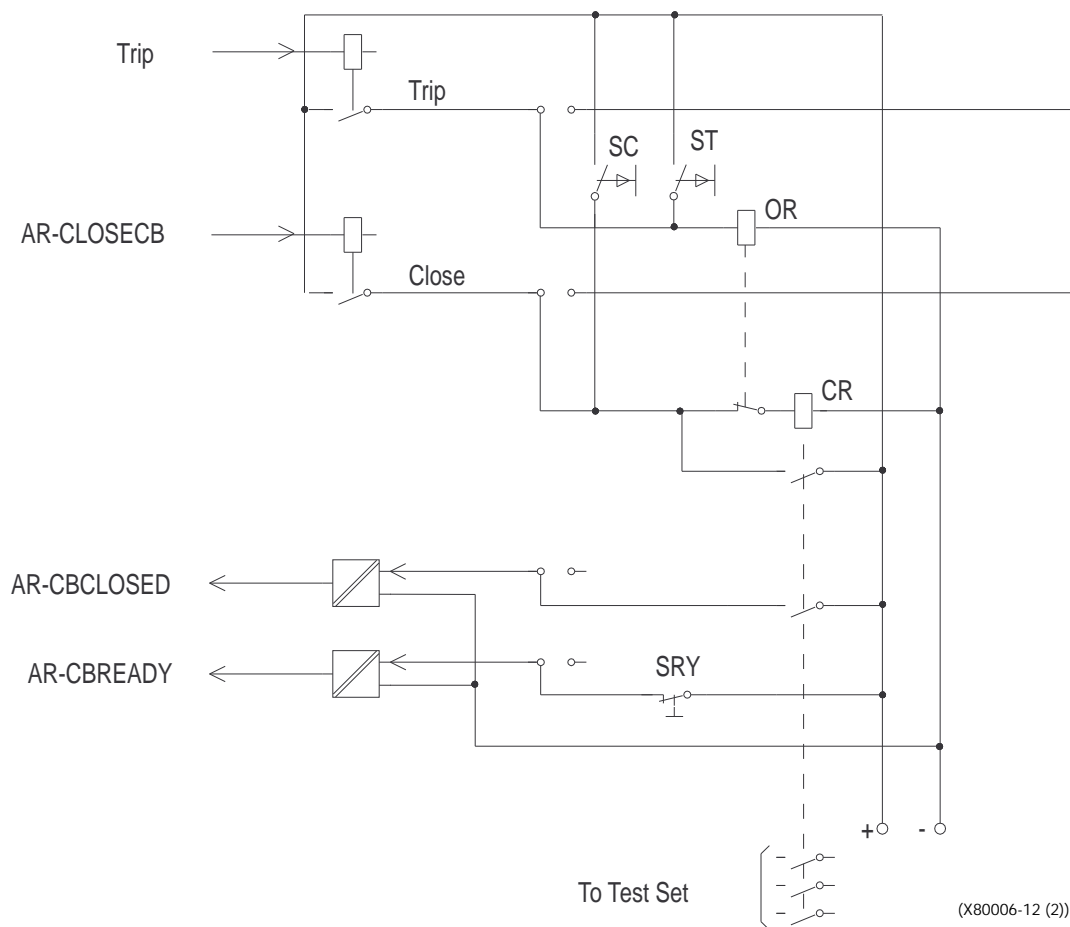 Trip
Trip
SC
ST
OR
AR-CLOSECB
Close
CR
AR-CBCLOSED
AR-CBREADY
SRY
+ -
To Test Set
(X80006-12 (2))